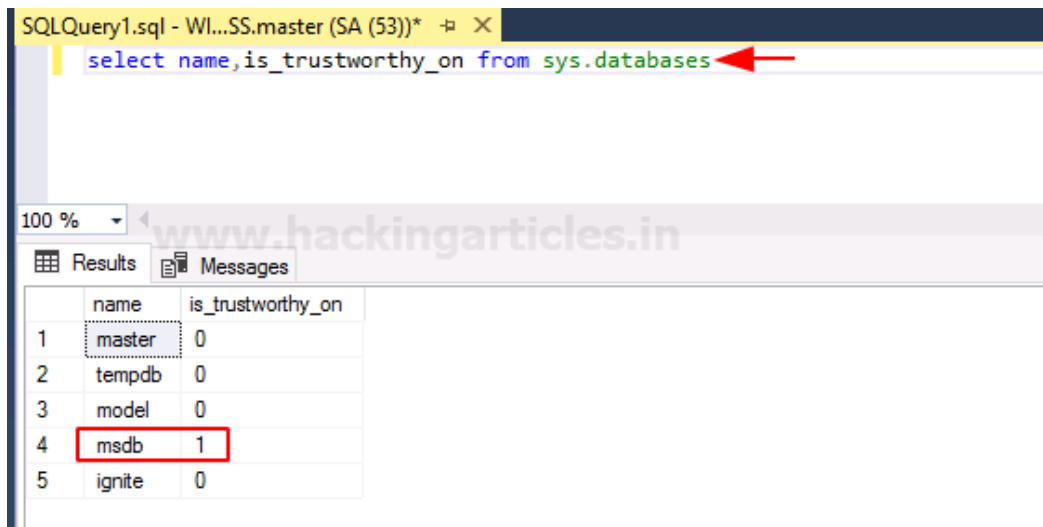 SQLQuery1.sql - WI...SS.master (SA (53))*
select name,is_trustworthy_on from sys.databases
100 %
www.hackingarticles.in
Results Messages
name is_trustworthy_on
1 master 0
2 tempdb 0
3 model 0
4 msdb 1
5 ignite 0